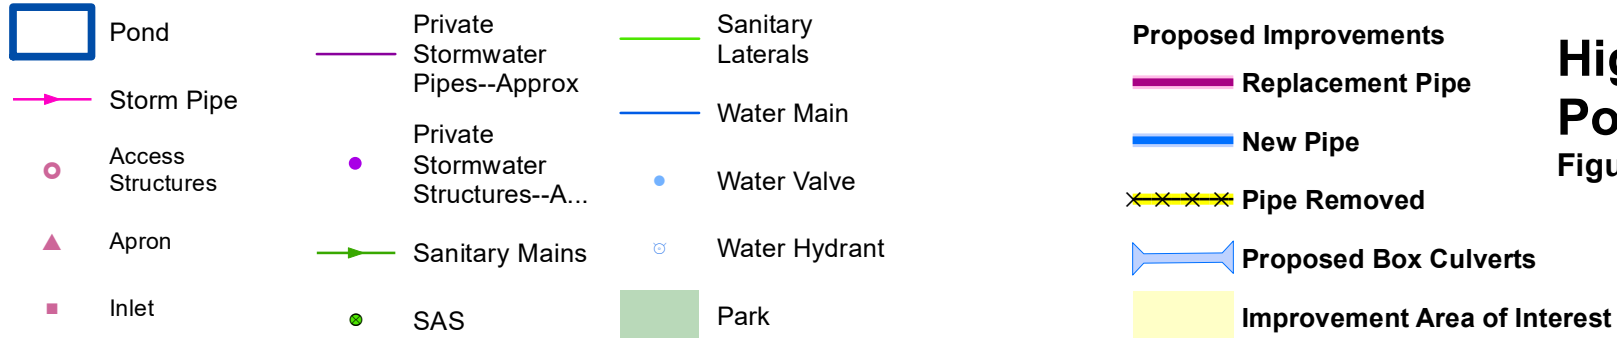 Pond
Storm Pipe
Access
Structures
Apron
Inlet
Private
Stormwater
Pipes--Approx
Private
Stormwater
Structures--A...
Sanitary Mains
SAS
Sanitary
Laterals
Water Main
Water Valve
Water Hydrant
Park
Proposed Improvements
Replacement Pipe
New Pipe
Pipe Removed
Proposed Box Culverts
Improvement Area of Interest